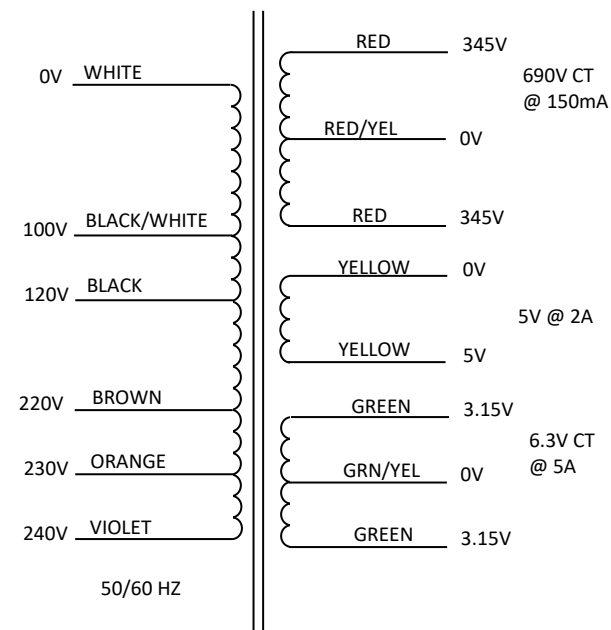 0V WHITE
100V BLACK/WHITE
120V BLACK
220V BROWN
230V ORANGE
240V VIOLET
50/60 HZ
RED 345V
690V CT
@ 150mA
RED/YEL 0V
RED 345V
YELLOW 0V
5V @ 2A
YELLOW 5V
GREEN 3.15V
6.3V CT
@ 5A
GRN/YEL 0V
GREEN 3.15V